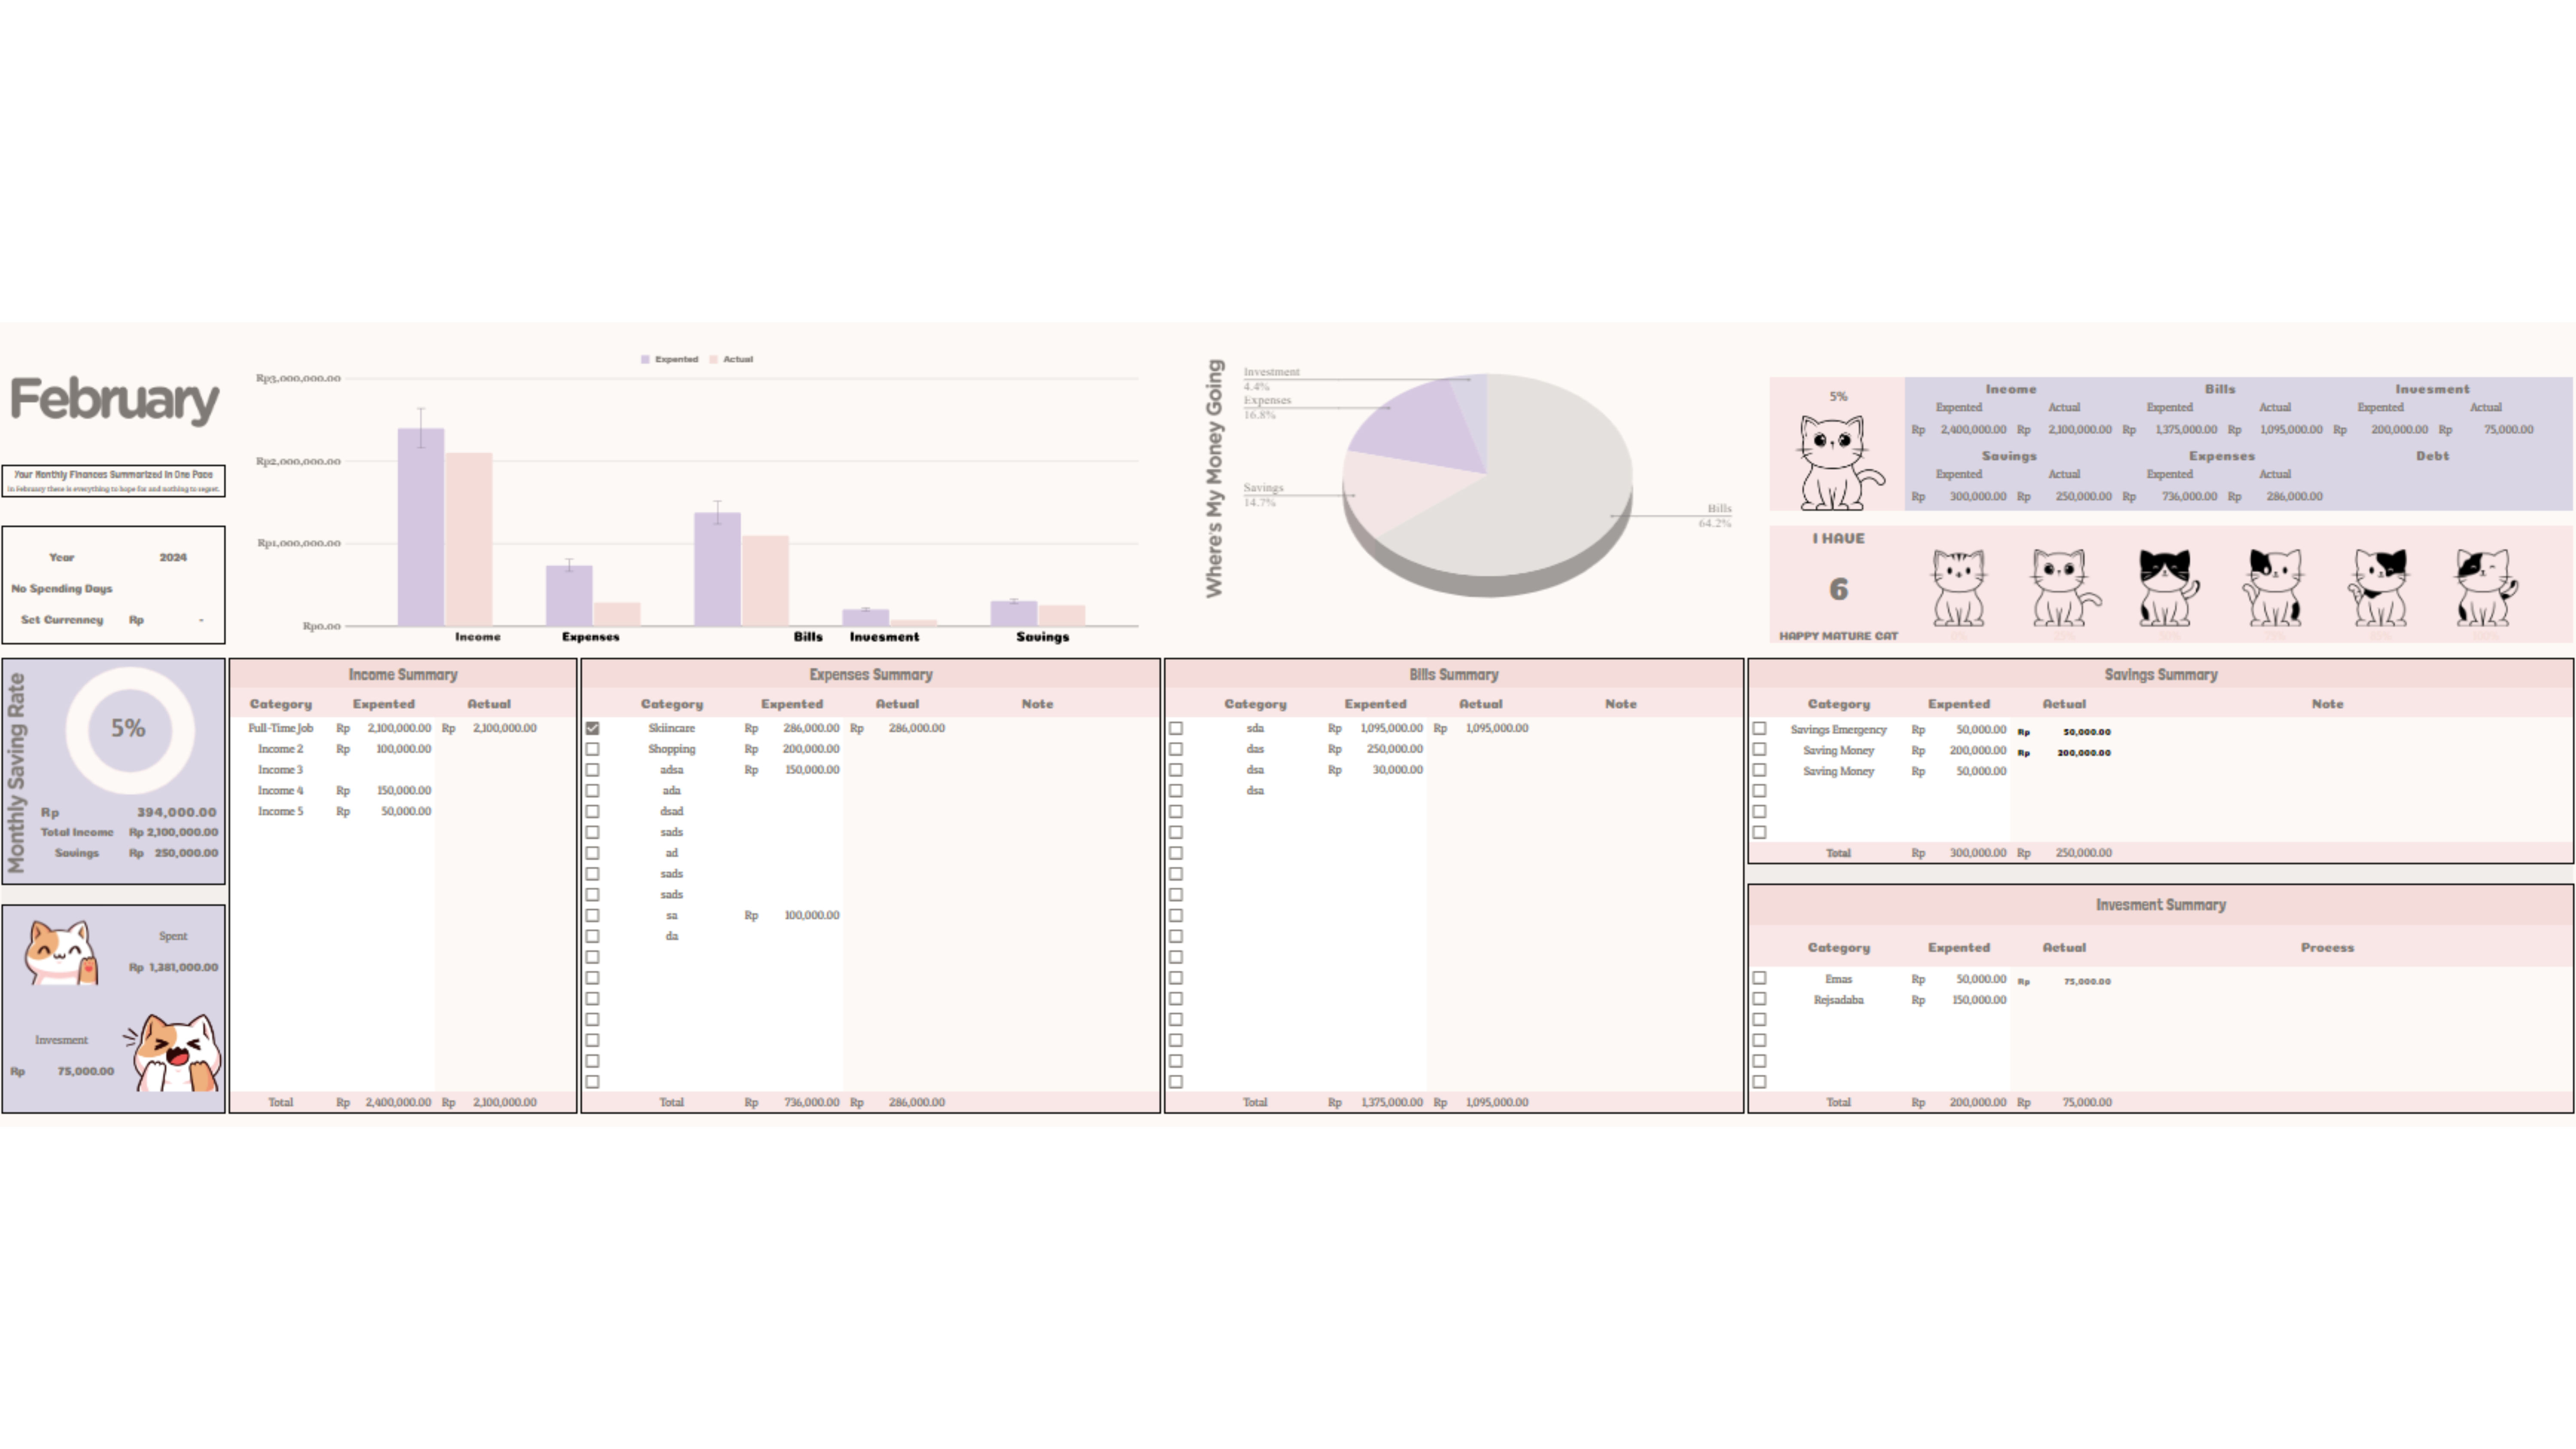 February
Your Monthly Finances Summarized In One Pace
In February there is everything to hope for and nothing to regret.
Year 2024
No Spending Days
Set Currenney Rp -
Expented Actual
Rp3,000,000.00
Rp2,000,000.00
Rp1,000,000.00
Rp0.00
Income Expenses Bills Invesment Savings
Where's My Money Going
Investment
4.4%
Expenses
16.8%
Savings
14.7%
Bills
64.2%
5%
Income Bills Invesment
Expented Actual Expented Actual Expented Actual
Rp 2,400,000.00 Rp 2,100,000.00 Rp 1,375,000.00 Rp 1,095,000.00 Rp 200,000.00 Rp 75,000.00
Savings Expenses Debt
Expented Actual Expented Actual
Rp 300,000.00 Rp 250,000.00 Rp 736,000.00 Rp 286,000.00
I HAVE
6
HAPPY MATURE CAT
Monthly Saving Rate
5%
Rp 394,000.00
Total Income Rp 2,100,000.00
Savings Rp 250,000.00
Spent
Rp 1,381,000.00
Invesment
Rp 75,000.00
Income Summary
Category Expented Actual
Full-Time Job Rp 2,100,000.00 Rp 2,100,000.00
Income 2 Rp 100,000.00
Income 3
Income 4 Rp 150,000.00
Income 5 Rp 50,000.00
Total Rp 2,400,000.00 Rp 2,100,000.00
Expenses Summary
Category Expented Actual Note
Skiincare Rp 286,000.00 Rp 286,000.00
Shopping Rp 200,000.00
adsa Rp 150,000.00
ada
dsad
sads
ad
sads
sads
sa Rp 100,000.00
da
Total Rp 736,000.00 Rp 286,000.00
Bills Summary
Category Expented Actual Note
sda Rp 1,095,000.00 Rp 1,095,000.00
das Rp 250,000.00
dsa Rp 30,000.00
dsa
Total Rp 1,375,000.00 Rp 1,095,000.00
Savings Summary
Category Expented Actual Note
Savings Emergency Rp 50,000.00 Rp 50,000.00
Saving Money Rp 200,000.00 Rp 200,000.00
Saving Money Rp 50,000.00
Total Rp 300,000.00 Rp 250,000.00
Invesment Summary
Category Expented Actual Process
Emas Rp 50,000.00 Rp 75,000.00
Rejsadaba Rp 150,000.00
Total Rp 200,000.00 Rp 75,000.00